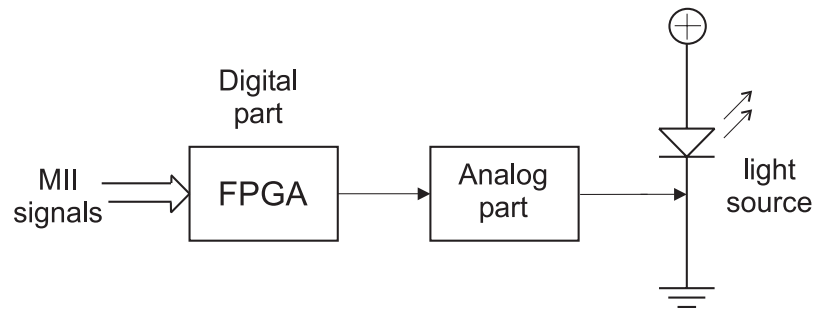 Digital
part
MII
signals
FPGA
Analog
part
light
source